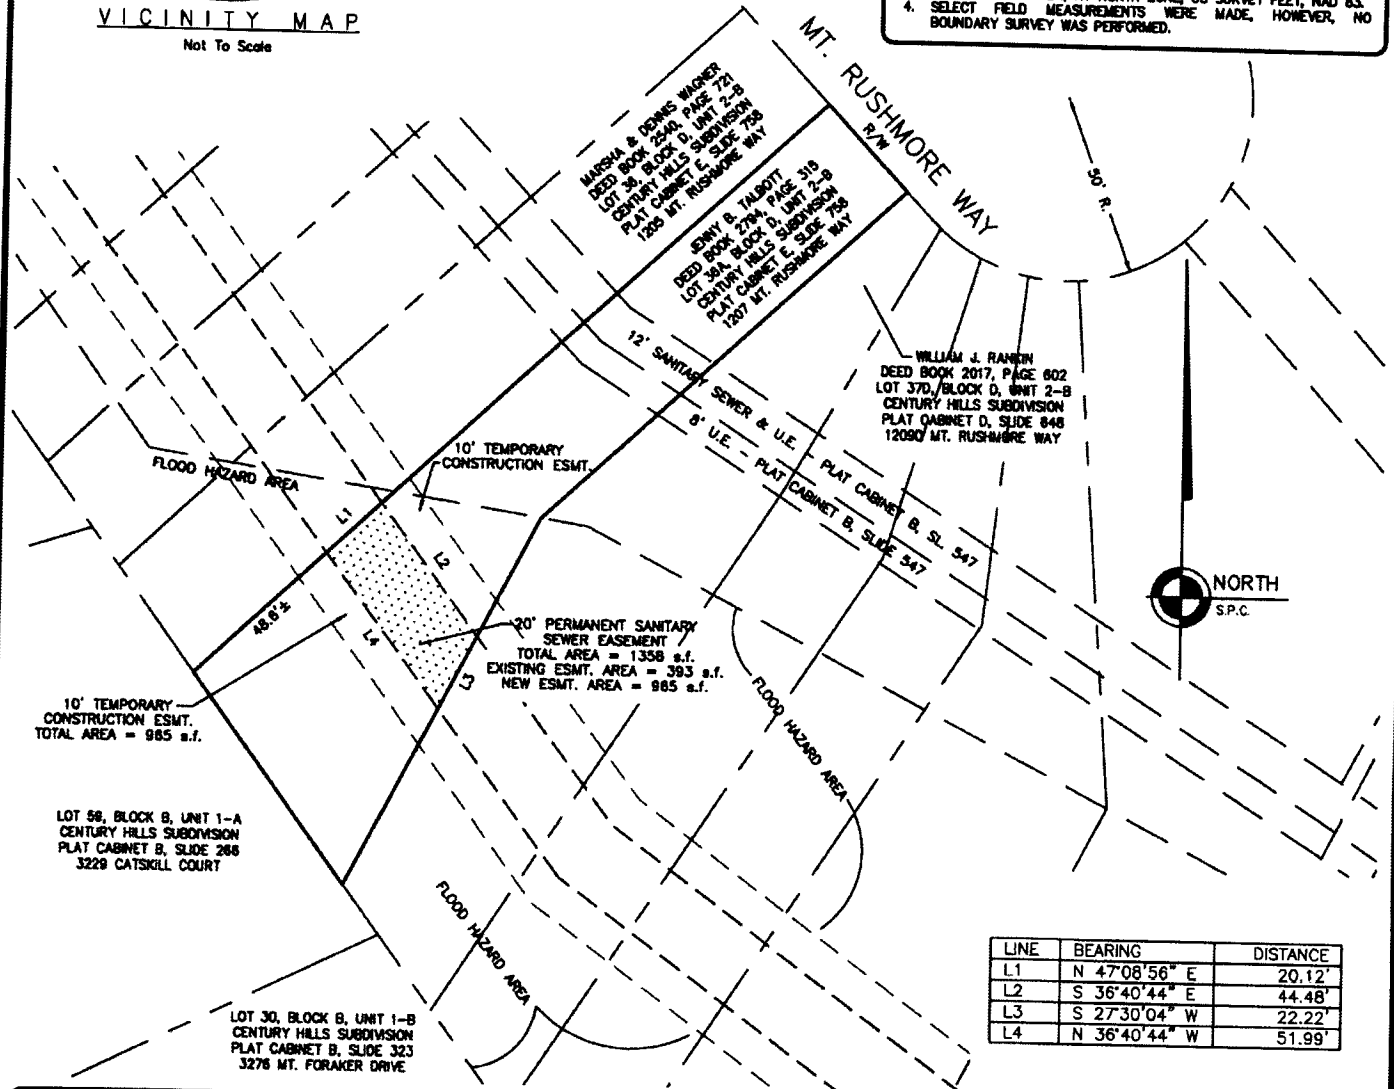 VICINITY MAP
Not To Scale
4. SELECT FIELD MEASUREMENTS WERE MADE, HOWEVER, NO
BOUNDARY SURVEY WAS PERFORMED.
MT. RUSHMORE WAY
R/W
50' R.
MARSHA & DENNIS WAGNER
DEED BOOK 2540, PAGE 721
LOT 36, BLOCK D, UNIT 2-B
CENTURY HILLS SUBDIVISION
PLAT CABINET E, SLIDE 758
1205 MT. RUSHMORE WAY
JENNY B. TALBOTT
DEED BOOK 2794, PAGE 315
LOT 36A, BLOCK D, UNIT 2-B
CENTURY HILLS SUBDIVISION
PLAT CABINET E, SLIDE 758
1207 MT. RUSHMORE WAY
WILLIAM J. RANKIN
DEED BOOK 2017, PAGE 602
LOT 37D, BLOCK D, UNIT 2-B
CENTURY HILLS SUBDIVISION
PLAT CABINET D, SLIDE 648
1209D MT. RUSHMORE WAY
12' SANITARY SEWER & U.E. - PLAT CABINET B, SL. 547
8' U.E. - PLAT CABINET B, SLIDE 547
10' TEMPORARY
CONSTRUCTION ESMT.
FLOOD HAZARD AREA
L1
L2
L4
L3
48.6'±
NORTH
S.P.C.
20' PERMANENT SANITARY
SEWER EASEMENT
TOTAL AREA = 1358 s.f.
EXISTING ESMT. AREA = 393 s.f.
NEW ESMT. AREA = 965 s.f.
10' TEMPORARY
CONSTRUCTION ESMT.
TOTAL AREA = 965 s.f.
FLOOD HAZARD AREA
LOT 59, BLOCK B, UNIT 1-A
CENTURY HILLS SUBDIVISION
PLAT CABINET B, SLIDE 266
3229 CATSKILL COURT
FLOOD HAZARD AREA
LOT 30, BLOCK B, UNIT 1-B
CENTURY HILLS SUBDIVISION
PLAT CABINET B, SLIDE 323
3276 MT. FORAKER DRIVE
LINE BEARING DISTANCE
L1 N 47°08'56" E 20.12'
L2 S 36°40'44" E 44.48'
L3 S 27°30'04" W 22.22'
L4 N 36°40'44" W 51.99'